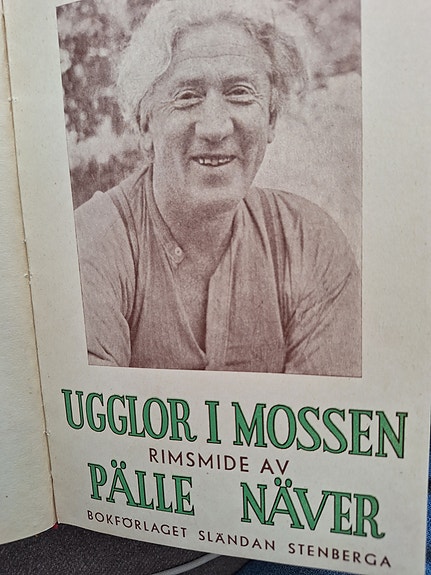 UGGLOR I MOSSEN
RIMSMIDE AV
PÄLLE NÄVER
BOKFÖRLAGET SLÄNDAN STENBERGA